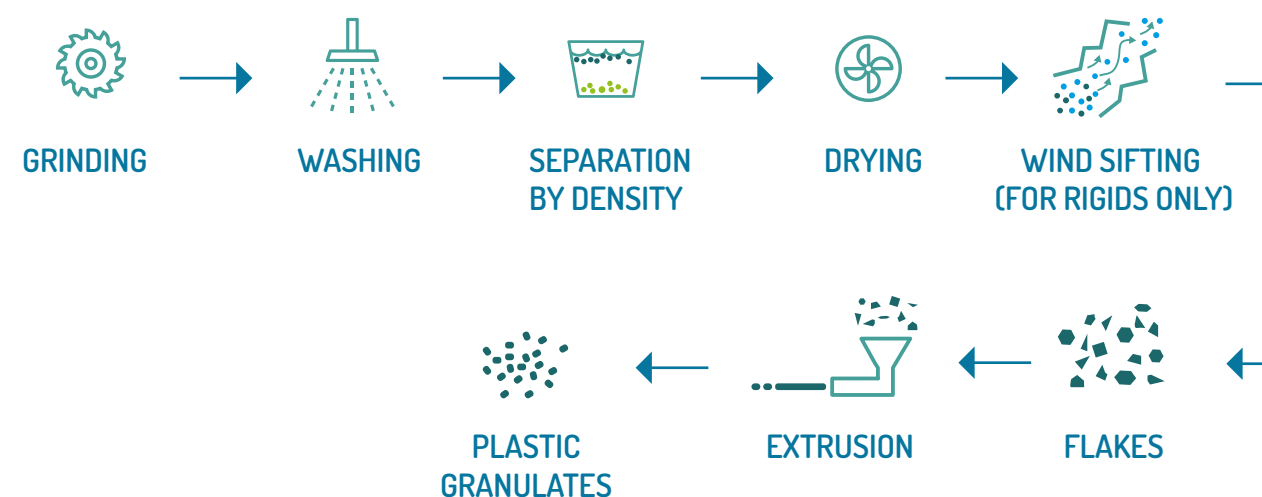 GRINDING
WASHING
SEPARATION
BY DENSITY
DRYING
WIND SIFTING
(FOR RIGIDS ONLY)
FLAKES
EXTRUSION
PLASTIC
GRANULATES